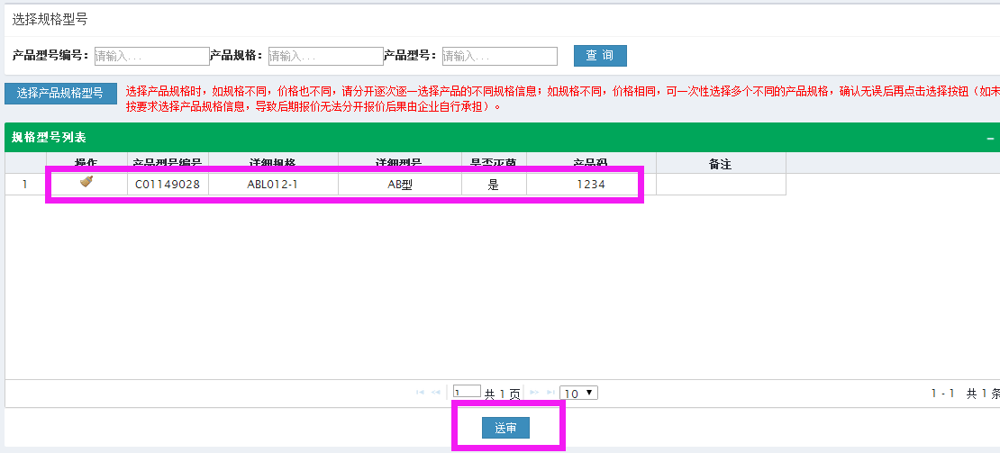 选择规格型号
产品型号编号: 请输入... 产品规格: 请输入... 产品型号: 请输入... 查 询
选择产品规格型号 选择产品规格时，如规格不同，价格也不同，请分开逐次逐一选择产品的不同规格信息；如规格不同，价格相同，可一次性选择多个不同的产品规格，确认无误后再点击选择按钮（如未
按要求选择产品规格信息，导致后期报价无法分开报价后果由企业自行承担）。
规格型号列表
操作 产品型号编号 详细规格 详细型号 是否灭菌 产品码 备注
1 C01149028 ABL012-1 AB型 是 1234
1 共 1 页 10
1 - 1 共 1 条
送审